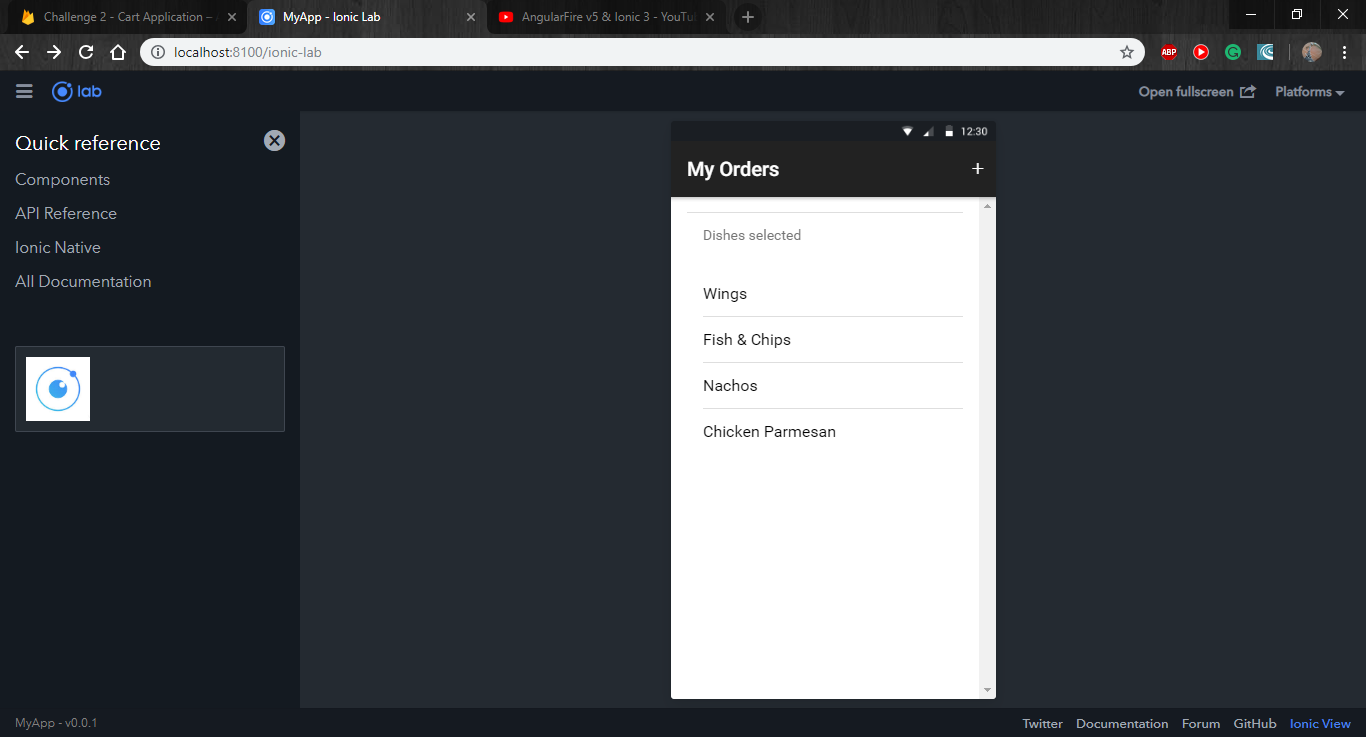 Challenge 2 - Cart Application –
MyApp - Ionic Lab
AngularFire v5 & Ionic 3 - YouTu
localhost:8100/ionic-lab
ABP
lab
Open fullscreen
Platforms
Quick reference
Components
API Reference
Ionic Native
All Documentation
12:30
My Orders
+
Dishes selected
Wings
Fish & Chips
Nachos
Chicken Parmesan
MyApp - v0.0.1
Twitter Documentation Forum GitHub Ionic View